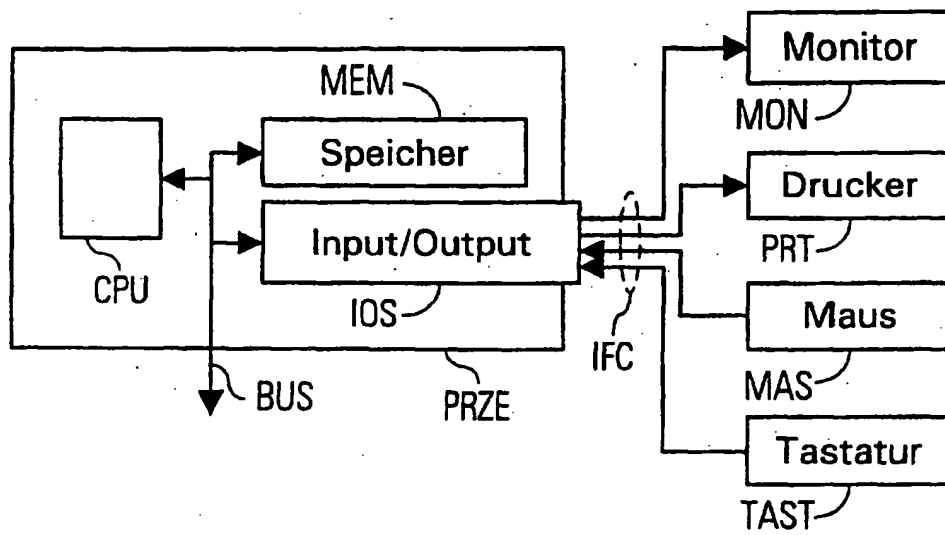 Monitor
MON
MEM
Speicher
Drucker
PRT
Input/Output
CPU
IOS
IFC
Maus
MAS
BUS
PRZE
Tastatur
TAST